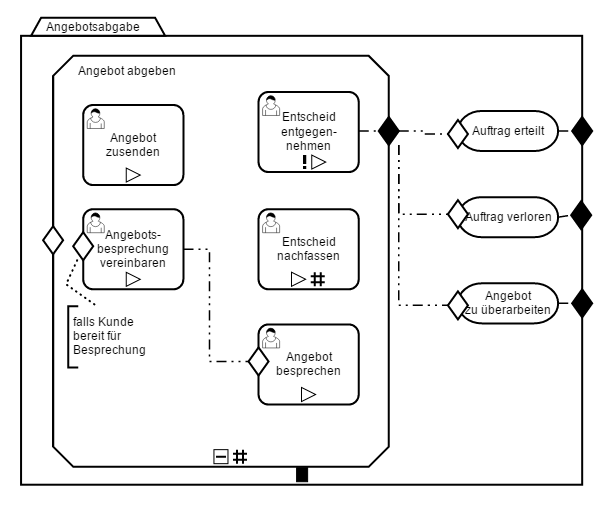 Angebotsabgabe
Angebot abgeben
Angebot
zusenden
Entscheid
entgegen-
nehmen
!
Auftrag erteilt
Angebots-
besprechung
vereinbaren
Entscheid
nachfassen
#
Auftrag verloren
falls Kunde
bereit für
Besprechung
Angebot
besprechen
Angebot
zu überarbeiten
#